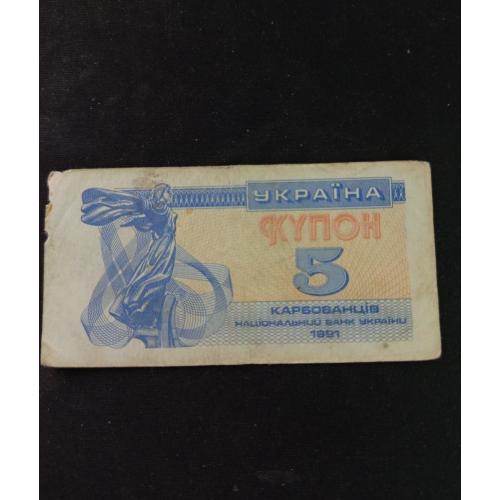 УКРАЇНА
КУПОН
5
КАРБОВАНЦІВ
НАЦІОНАЛЬНИЙ БАНК УКРАЇНИ
1991